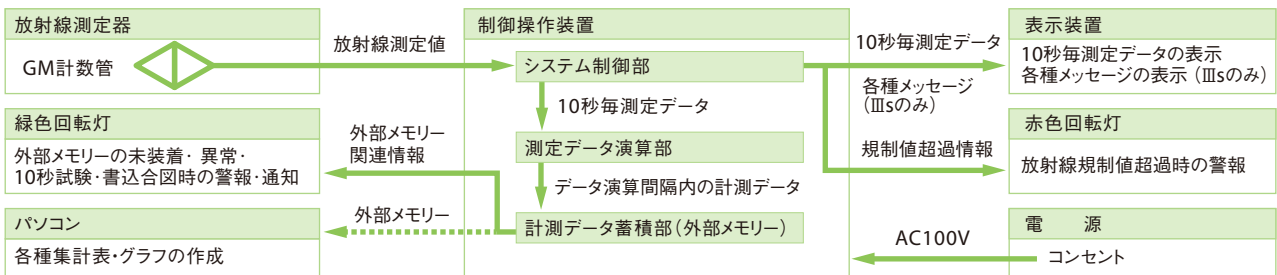 放射線測定器
GM計数管
放射線測定値
緑色回転灯
外部メモリーの未装着・異常・
10秒試験・書込合図時の警報・通知
外部メモリー
関連情報
パソコン
各種集計表・グラフの作成
外部メモリー
制御操作装置
システム制御部
10秒毎測定データ
測定データ演算部
データ演算間隔内の計測データ
計測データ蓄積部(外部メモリー)
10秒毎測定データ
各種メッセージ
(Ⅲsのみ)
規制値超過情報
AC100V
表示装置
10秒毎測定データの表示
各種メッセージの表示(Ⅲsのみ)
赤色回転灯
放射線規制値超過時の警報
電 源
コンセント